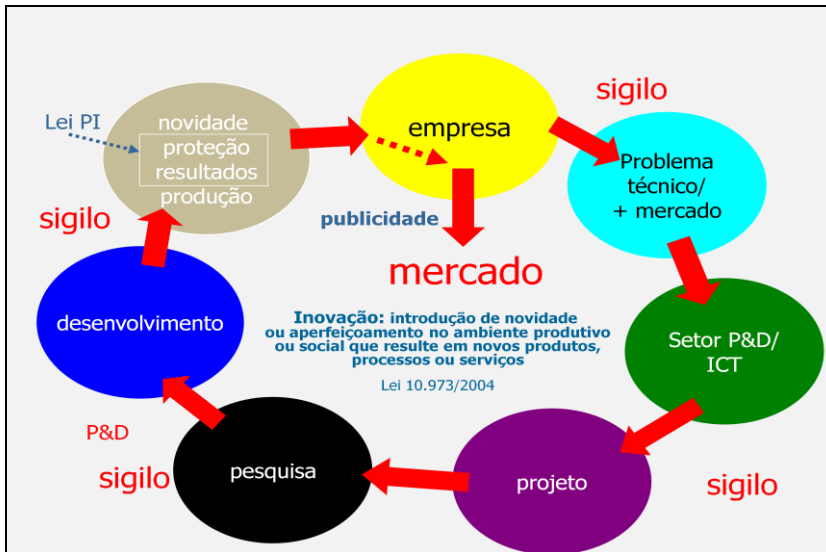 sigilo
empresa
Problema
técnico/
+ mercado
Setor P&D/
ICT
sigilo
projeto
pesquisa
P&D
sigilo
desenvolvimento
sigilo
Lei PI
novidade
proteção
resultados
produção
publicidade
mercado
Inovação: introdução de novidade
ou aperfeiçoamento no ambiente produtivo
ou social que resulte em novos produtos,
processos ou serviços
Lei 10.973/2004